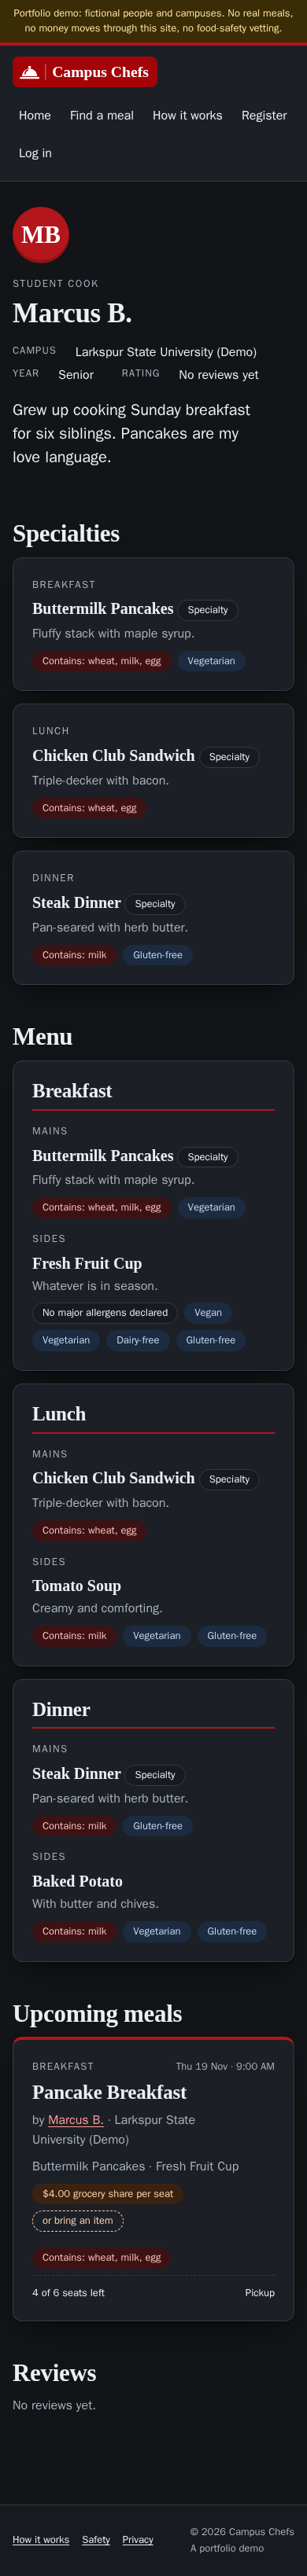 Portfolio demo: fictional people and campuses. No real meals,
no money moves through this site, no food-safety vetting.
Campus Chefs
Home Find a meal How it works Register
Log in
MB
STUDENT COOK
Marcus B.
CAMPUS Larkspur State University (Demo)
YEAR Senior RATING No reviews yet
Grew up cooking Sunday breakfast
for six siblings. Pancakes are my
love language.
Specialties
BREAKFAST
Buttermilk Pancakes Specialty
Fluffy stack with maple syrup.
Contains: wheat, milk, egg Vegetarian
LUNCH
Chicken Club Sandwich Specialty
Triple-decker with bacon.
Contains: wheat, egg
DINNER
Steak Dinner Specialty
Pan-seared with herb butter.
Contains: milk Gluten-free
Menu
Breakfast
MAINS
Buttermilk Pancakes Specialty
Fluffy stack with maple syrup.
Contains: wheat, milk, egg Vegetarian
SIDES
Fresh Fruit Cup
Whatever is in season.
No major allergens declared Vegan
Vegetarian Dairy-free Gluten-free
Lunch
MAINS
Chicken Club Sandwich Specialty
Triple-decker with bacon.
Contains: wheat, egg
SIDES
Tomato Soup
Creamy and comforting.
Contains: milk Vegetarian Gluten-free
Dinner
MAINS
Steak Dinner Specialty
Pan-seared with herb butter.
Contains: milk Gluten-free
SIDES
Baked Potato
With butter and chives.
Contains: milk Vegetarian Gluten-free
Upcoming meals
BREAKFAST Thu 19 Nov · 9:00 AM
Pancake Breakfast
by Marcus B. · Larkspur State
University (Demo)
Buttermilk Pancakes · Fresh Fruit Cup
$4.00 grocery share per seat
or bring an item
Contains: wheat, milk, egg
4 of 6 seats left Pickup
Reviews
No reviews yet.
How it works Safety Privacy © 2026 Campus Chefs
A portfolio demo